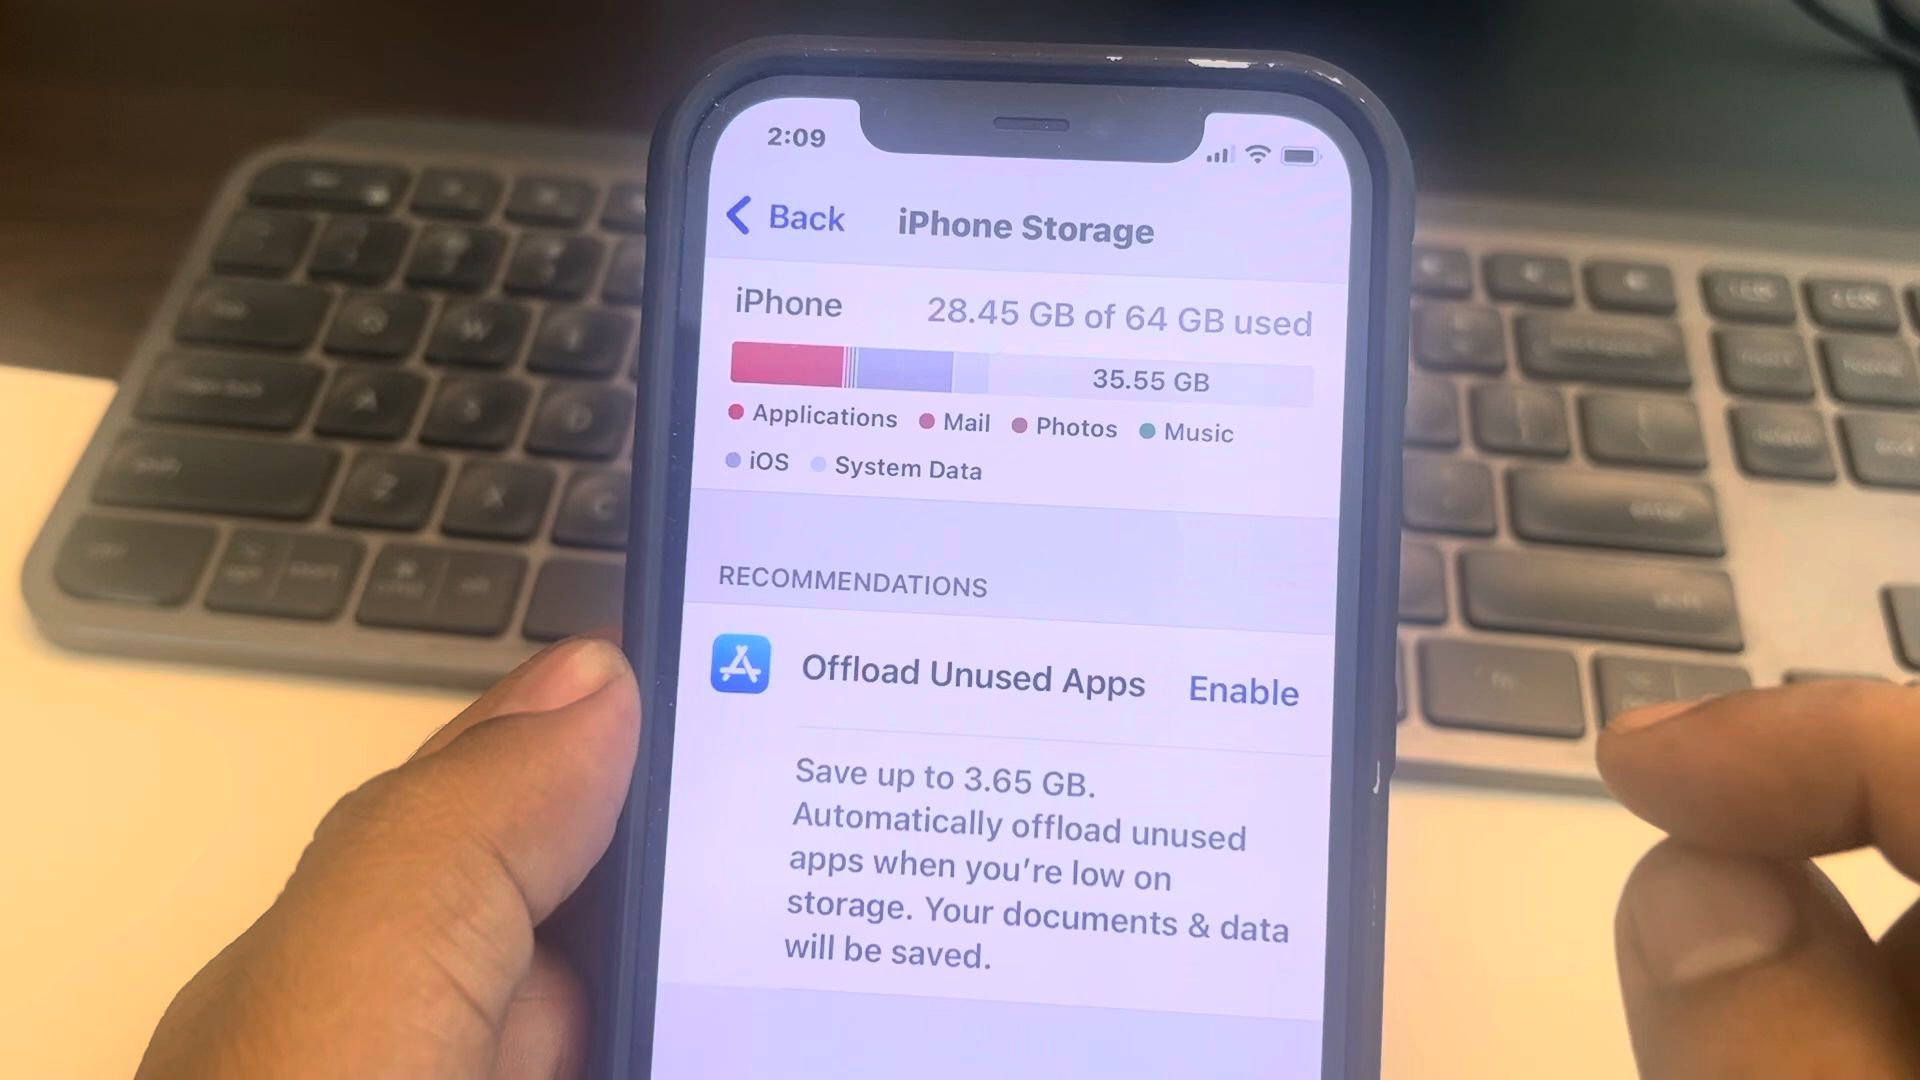 2:09
Back
iPhone Storage
iPhone
28.45 GB of 64 GB used
35.55 GB
Applications
Mail
Photos
Music
iOS
System Data
RECOMMENDATIONS
Offload Unused Apps
Enable
Save up to 3.65 GB.
Automatically offload unused
apps when you’re low on
storage. Your documents & data
will be saved.
Q
W
A
S
D
Z
X
C
shift
enter